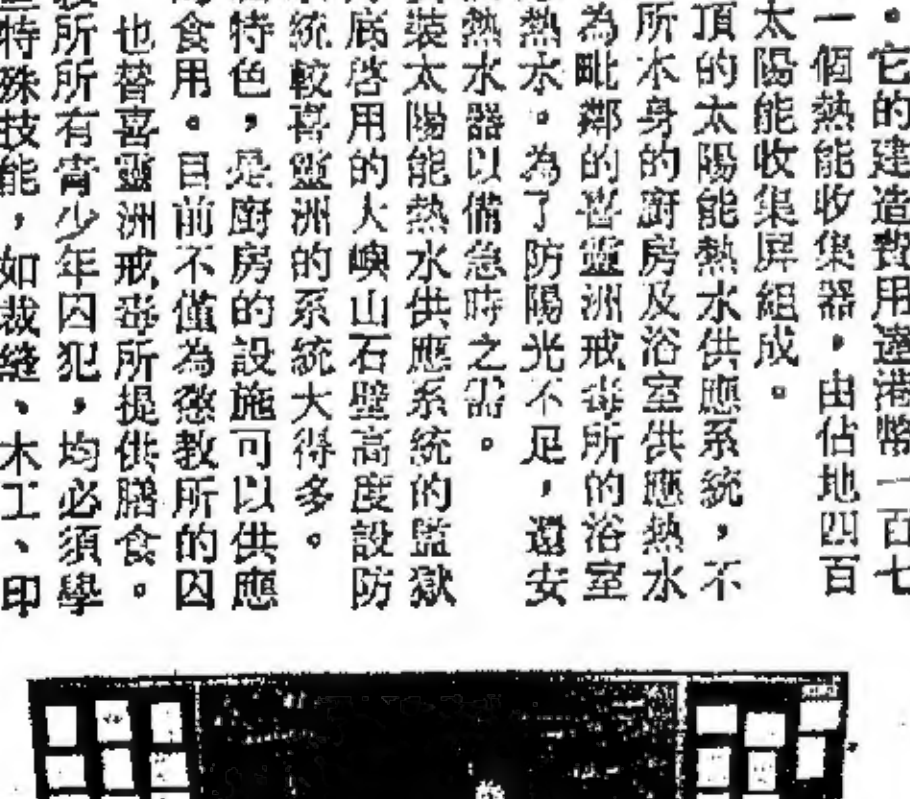 。它的建造費用達港幣一百七
一個熱能收集器，由佔地四百
太陽能收集屏組成。
頂的太陽能熱水供應系統，不
所本身的廚房及浴室供應熱水
為毗鄰的喜靈洲戒毒所的浴室
熱水。為了防陽光不足，還安
熱水器以備急時之需。
裝太陽能熱水供應系統的監獄
底啓用的大嶼山石壁高度設防
統較喜靈洲的系統大得多。
特色，是廚房的設施可以供應
食用。目前不僅為懲教所的囚
也替喜靈洲戒毒所提供膳食。
所所有青少年囚犯，均必須學
特殊技能，如裁縫、木工、印